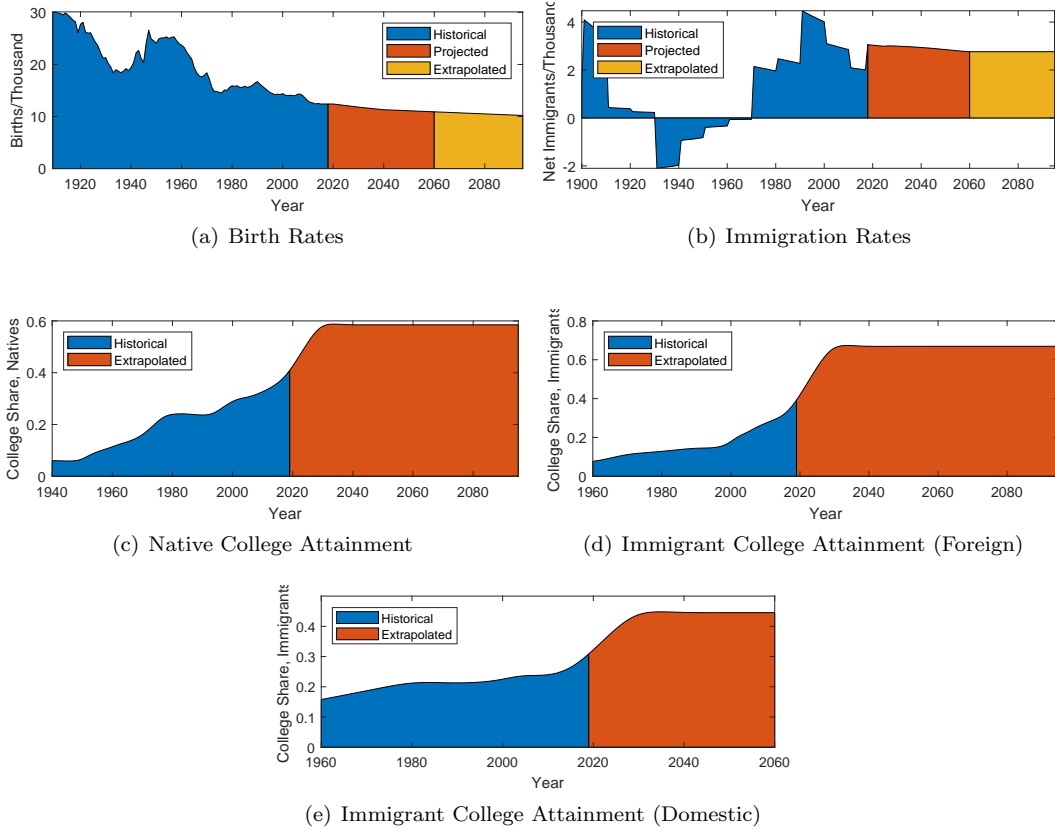 30
20
10
0
Births/Thousand
Historical
Projected
Extrapolated
1920 1940 1960 1980 2000 2020 2040 2060 2080
Year
(a) Birth Rates
4
2
0
-2
Net Immigrants/Thousand
Historical
Projected
Extrapolated
1900 1920 1940 1960 1980 2000 2020 2040 2060 2080
Year
(b) Immigration Rates
0.6
0.4
0.2
0
College Share, Natives
Historical
Extrapolated
1940 1960 1980 2000 2020 2040 2060 2080
Year
(c) Native College Attainment
0.8
0.6
0.4
0.2
0
College Share, Immigrants
Historical
Extrapolated
1960 1980 2000 2020 2040 2060 2080
Year
(d) Immigrant College Attainment (Foreign)
0.4
0.3
0.2
0.1
0
College Share, Immigrants
Historical
Extrapolated
1960 1980 2000 2020 2040 2060
Year
(e) Immigrant College Attainment (Domestic)